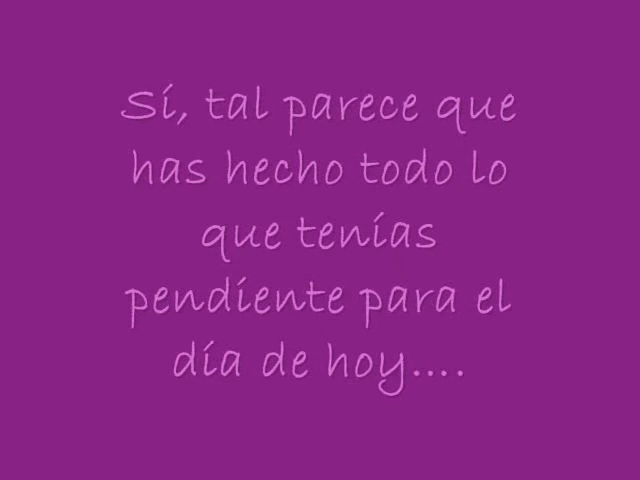 Sí, tal parece que
has hecho todo lo
que tenías
pendiente para el
día de hoy....